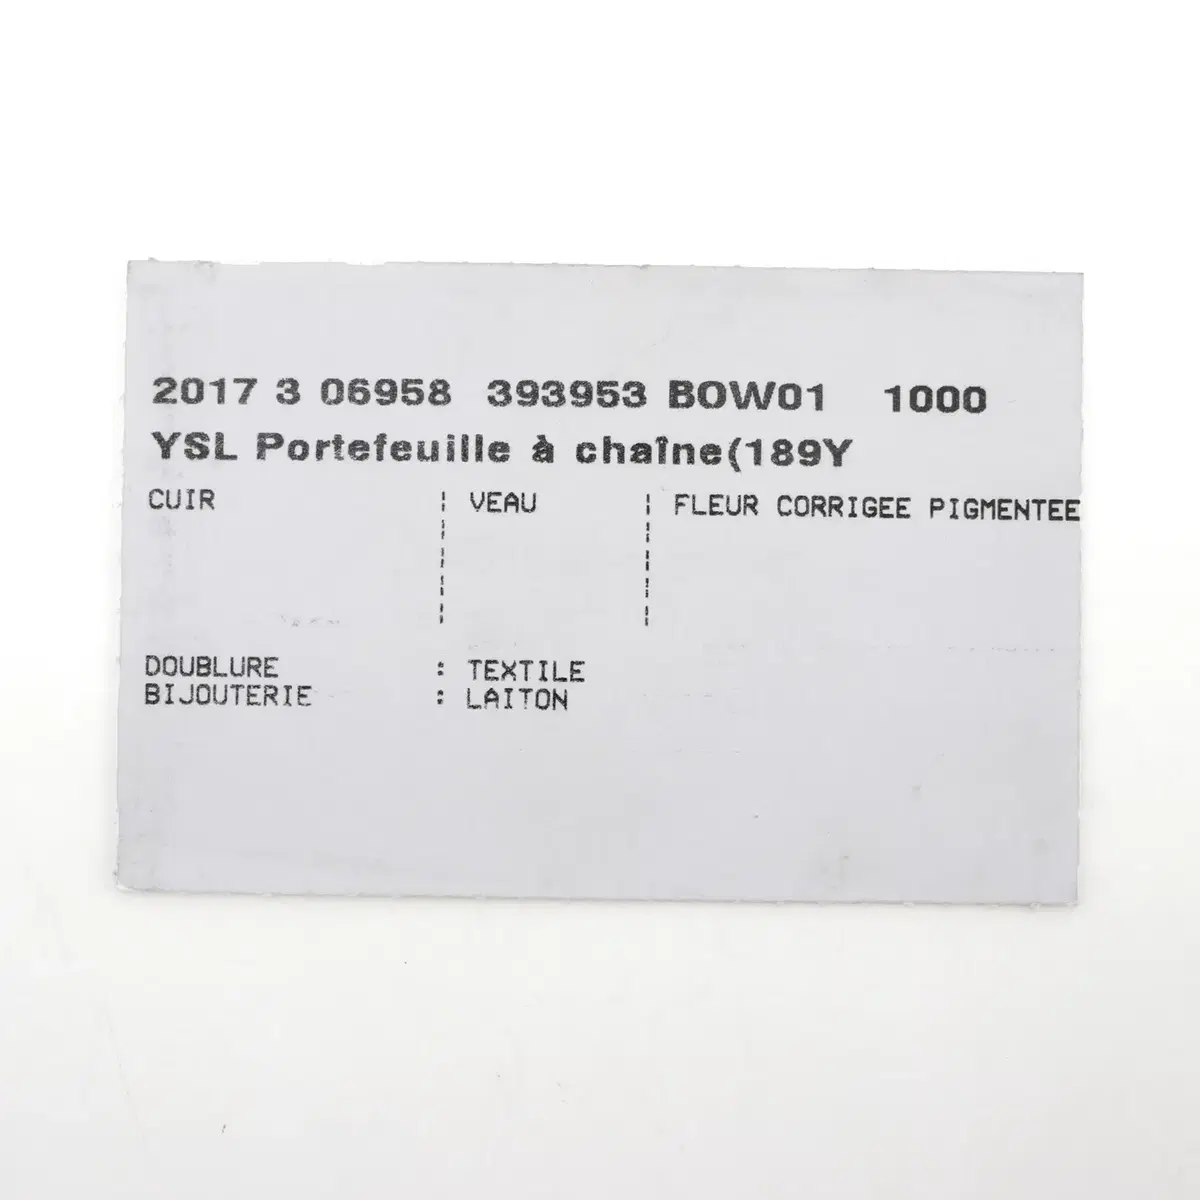 2017 3 06958 393953 BOW01 1000
YSL Portefeuille à chaîne(189Y
CUIR ¦ VEAU ¦ FLEUR CORRIGEE PIGMENTEE
DOUBLURE : TEXTILE
BIJOUTERIE : LAITON